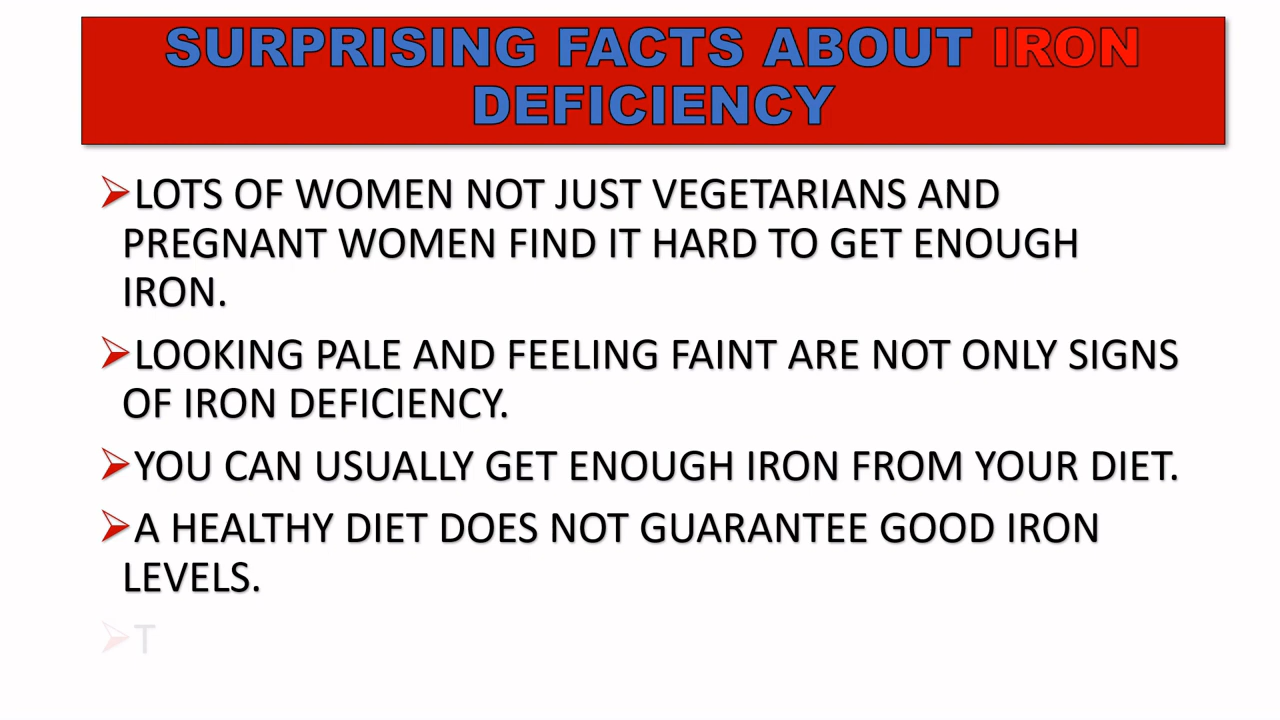 SURPRISING FACTS ABOUT IRON
DEFICIENCY
LOTS OF WOMEN NOT JUST VEGETARIANS AND
PREGNANT WOMEN FIND IT HARD TO GET ENOUGH
IRON.
LOOKING PALE AND FEELING FAINT ARE NOT ONLY SIGNS
OF IRON DEFICIENCY.
YOU CAN USUALLY GET ENOUGH IRON FROM YOUR DIET.
A HEALTHY DIET DOES NOT GUARANTEE GOOD IRON
LEVELS.
T